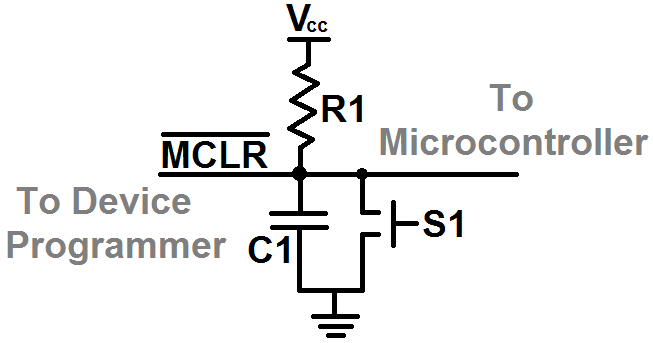 Vcc
R1
To
Microcontroller
MCLR
To Device
Programmer
C1
S1